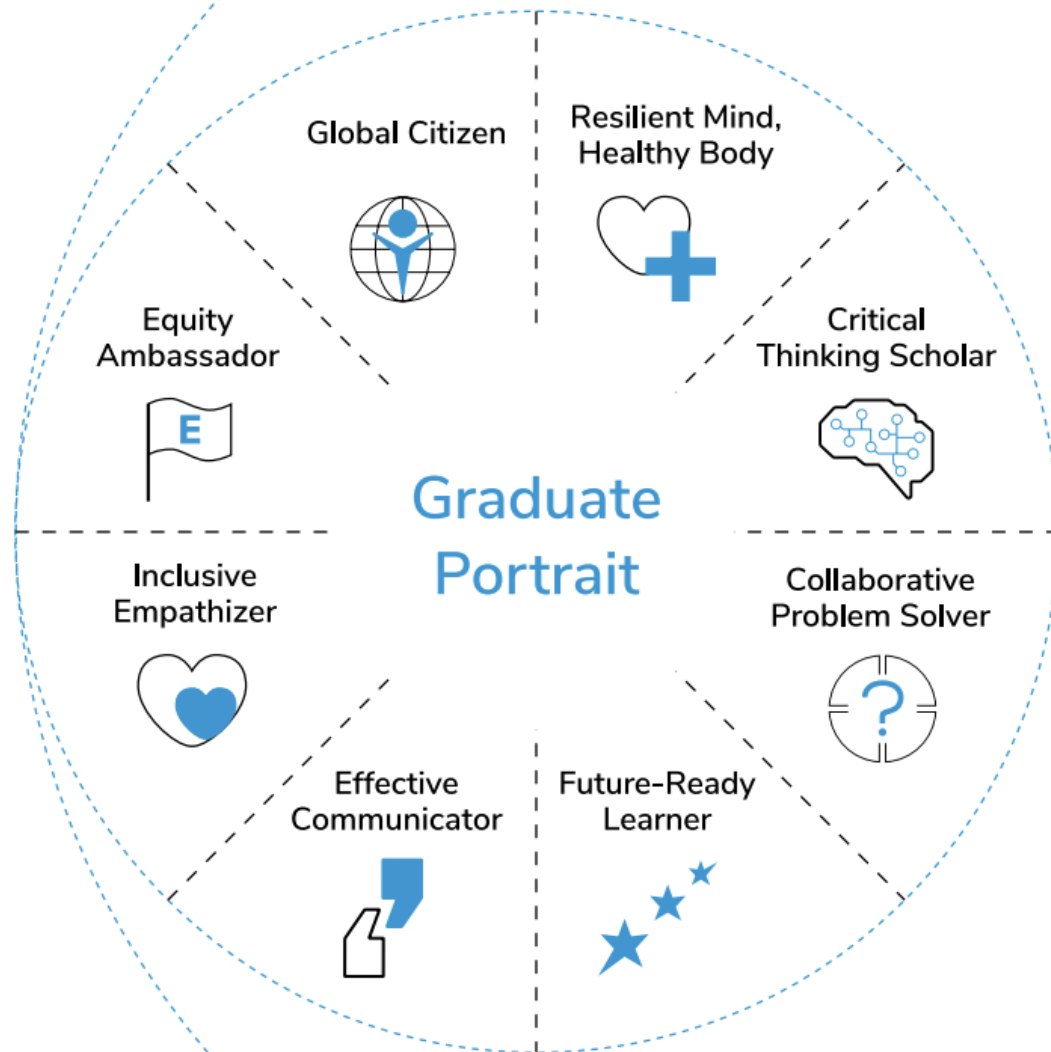 Global Citizen
Resilient Mind,
Healthy Body
Equity
Ambassador
E
Critical
Thinking Scholar
Graduate
Portrait
Inclusive
Empathizer
Collaborative
Problem Solver
?
Effective
Communicator
Future-Ready
Learner